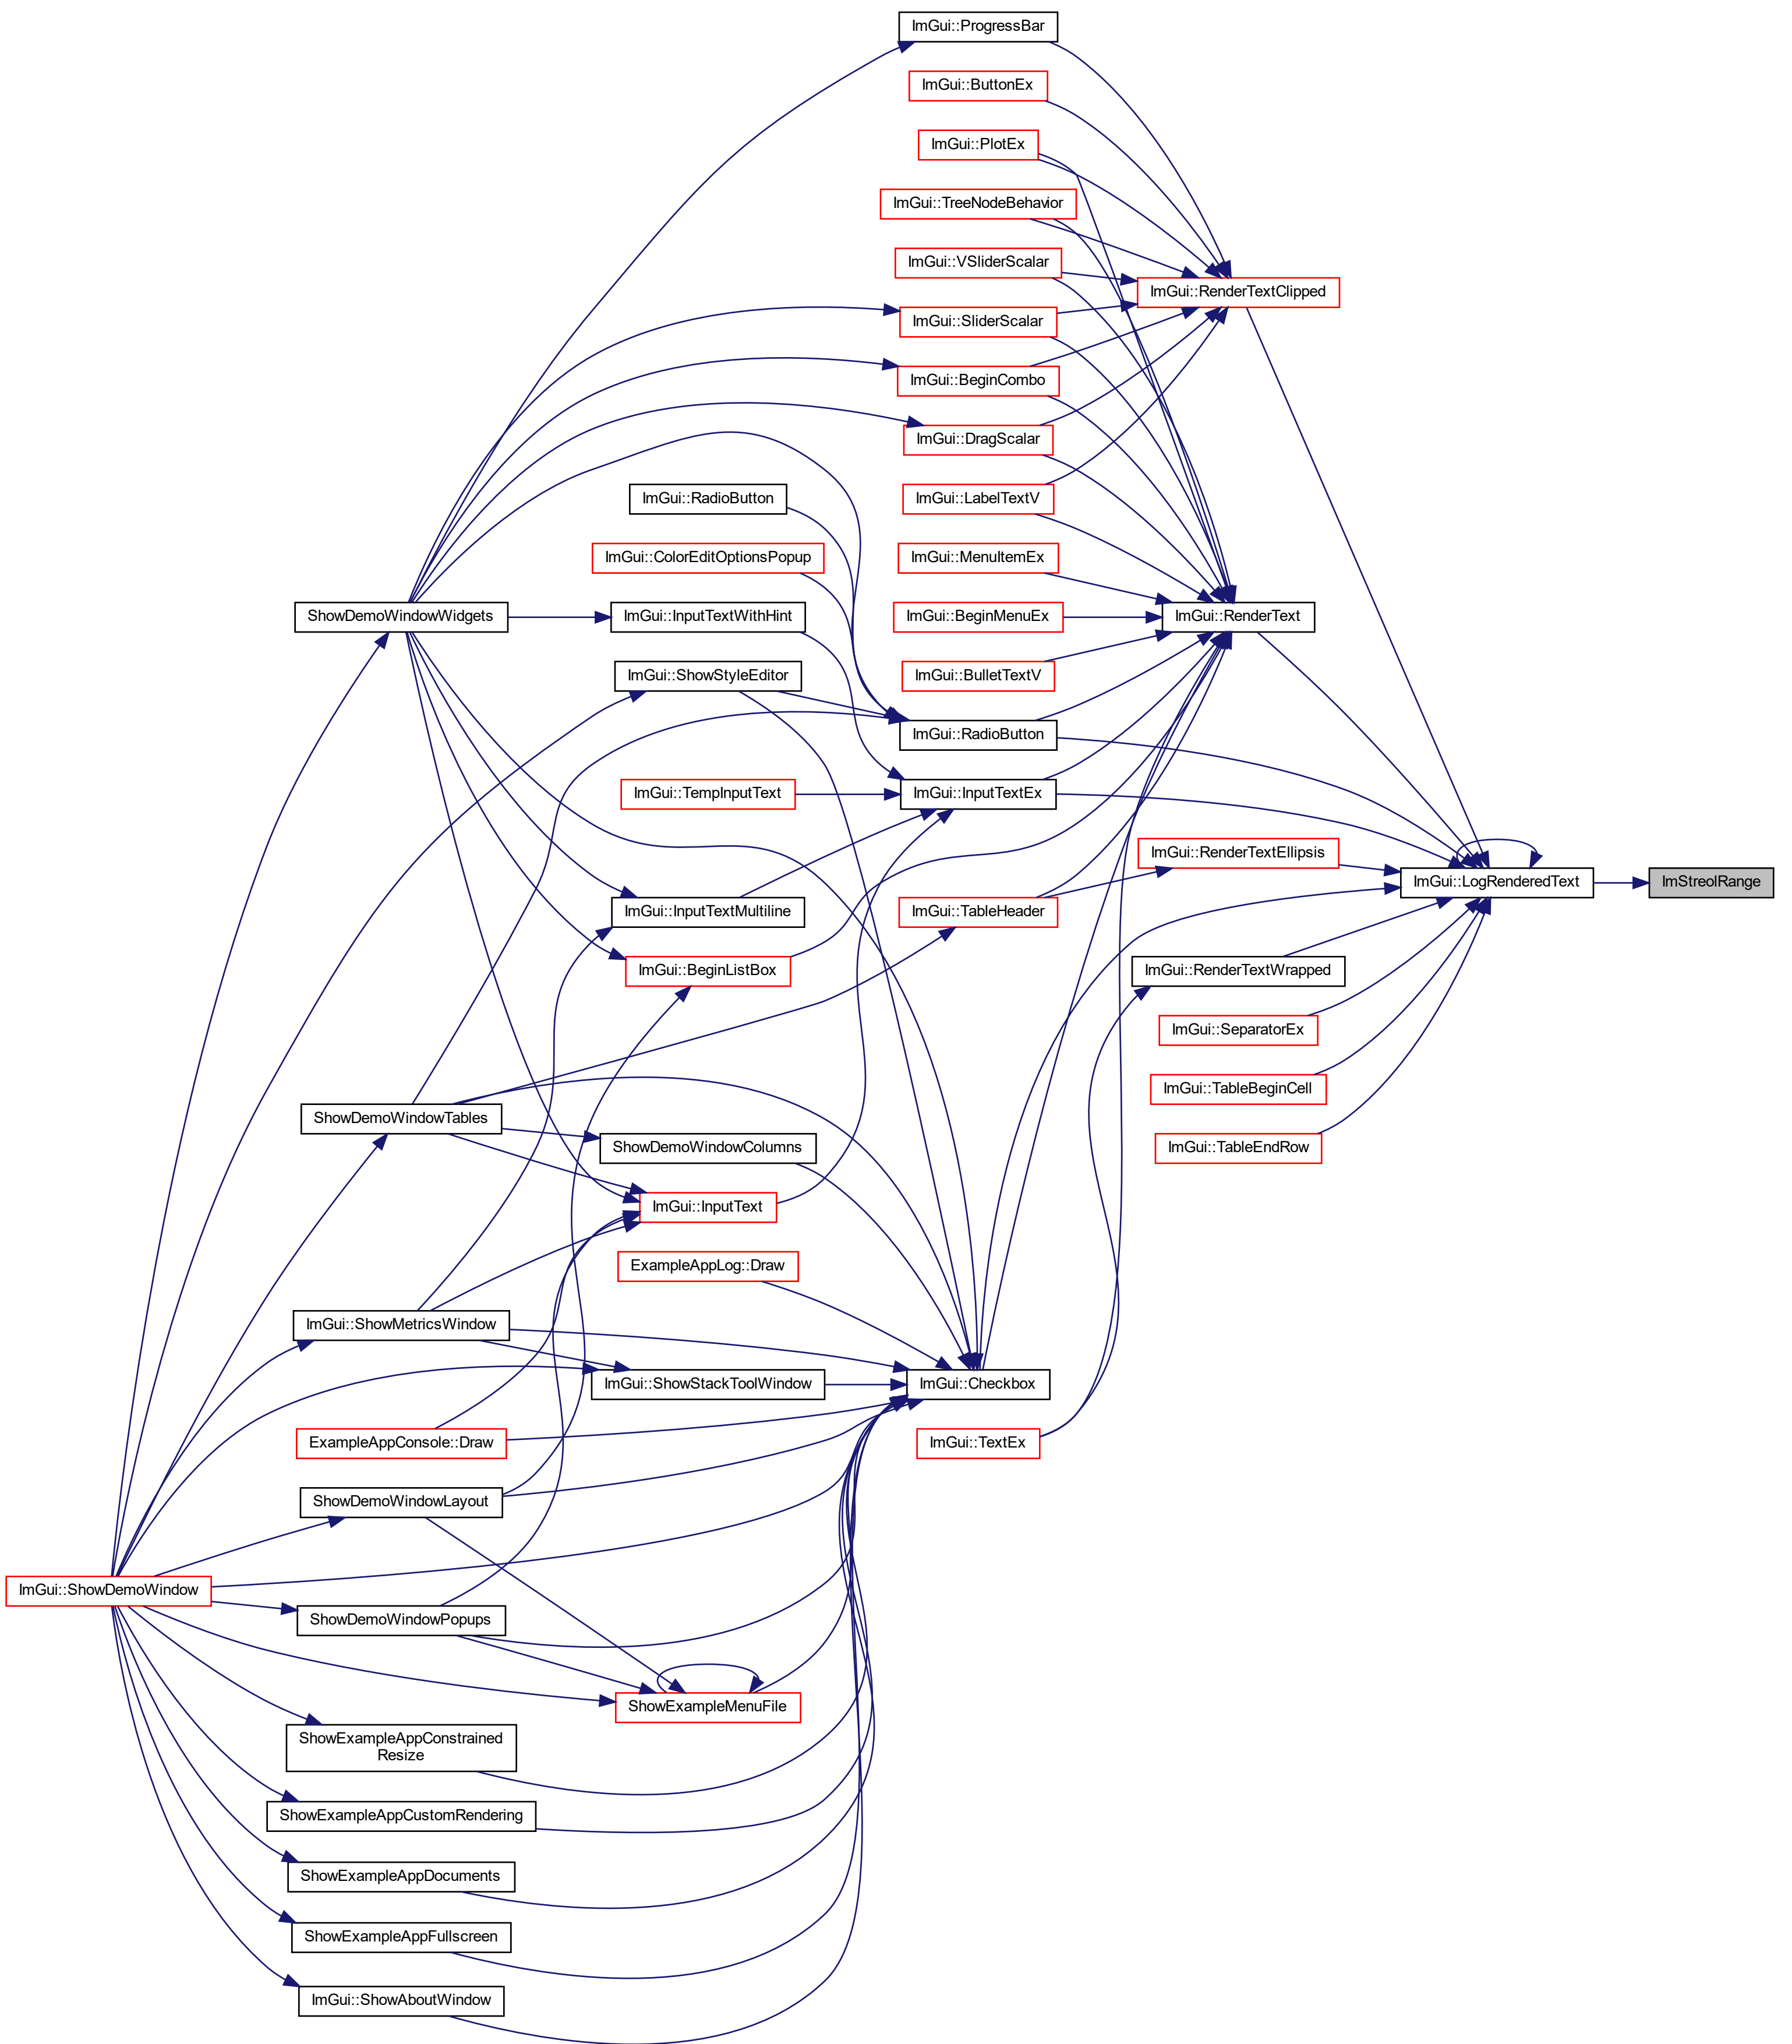 ImGui::ProgressBar
ImGui::ButtonEx
ImGui::PlotEx
ImGui::TreeNodeBehavior
ImGui::VSliderScalar
ImGui::RenderTextClipped
ImGui::SliderScalar
ImGui::BeginCombo
ImGui::DragScalar
ImGui::RadioButton
ImGui::LabelTextV
ImGui::ColorEditOptionsPopup
ImGui::MenuItemEx
ShowDemoWindowWidgets
ImGui::InputTextWithHint
ImGui::BeginMenuEx
ImGui::RenderText
ImGui::ShowStyleEditor
ImGui::BulletTextV
ImGui::RadioButton
ImGui::TempInputText
ImGui::InputTextEx
ImGui::RenderTextEllipsis
ImGui::LogRenderedText
ImStreolRange
ImGui::InputTextMultiline
ImGui::TableHeader
ImGui::BeginListBox
ImGui::RenderTextWrapped
ImGui::SeparatorEx
ImGui::TableBeginCell
ShowDemoWindowTables
ShowDemoWindowColumns
ImGui::TableEndRow
ImGui::InputText
ExampleAppLog::Draw
ImGui::ShowMetricsWindow
ImGui::ShowStackToolWindow
ImGui::Checkbox
ExampleAppConsole::Draw
ImGui::TextEx
ShowDemoWindowLayout
ImGui::ShowDemoWindow
ShowDemoWindowPopups
ShowExampleMenuFile
ShowExampleAppConstrained
Resize
ShowExampleAppCustomRendering
ShowExampleAppDocuments
ShowExampleAppFullscreen
ImGui::ShowAboutWindow